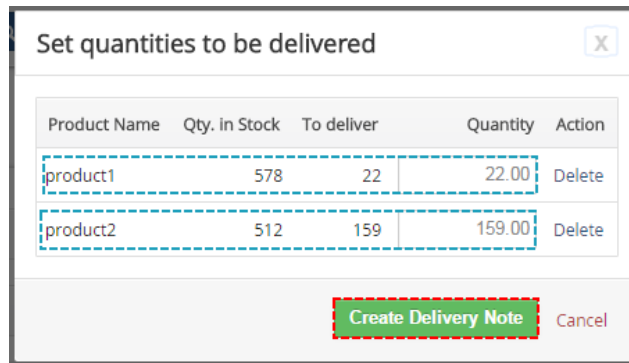 Set quantities to be delivered X
Product Name Qty. in Stock To deliver Quantity Action
product1 578 22 22.00 Delete
product2 512 159 159.00 Delete
Create Delivery Note Cancel